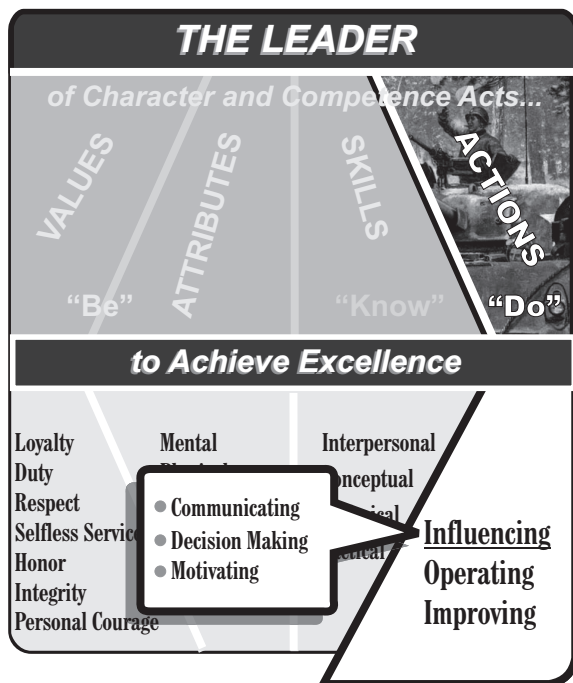 THE LEADER
of Character and Competence Acts...
VALUES
ATTRIBUTES
SKILLS
ACTIONS
“Be”
“Know”
“Do”
to Achieve Excellence
Loyalty
Duty
Respect
Selfless Service
Honor
Integrity
Personal Courage
Mental
Interpersonal
• Communicating
• Decision Making
• Motivating
Influencing
Operating
Improving